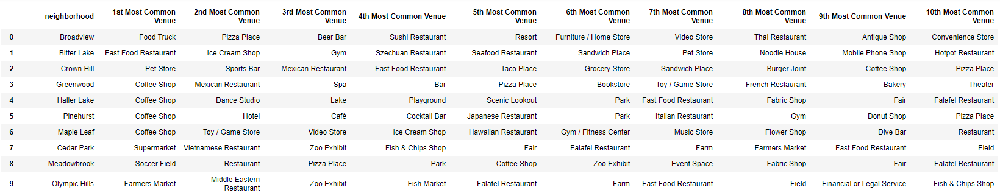 neighborhood 1st Most Common Venue 2nd Most Common Venue 3rd Most Common Venue 4th Most Common Venue 5th Most Common Venue 6th Most Common Venue 7th Most Common Venue 8th Most Common Venue 9th Most Common Venue 10th Most Common Venue
0 Broadview Food Truck Pizza Place Beer Bar Sushi Restaurant Resort Furniture / Home Store Video Store Thai Restaurant Antique Shop Convenience Store
1 Bitter Lake Fast Food Restaurant Ice Cream Shop Gym Szechuan Restaurant Seafood Restaurant Sandwich Place Pet Store Noodle House Mobile Phone Shop Hotpot Restaurant
2 Crown Hill Pet Store Sports Bar Mexican Restaurant Fast Food Restaurant Taco Place Grocery Store Sandwich Place Burger Joint Coffee Shop Pizza Place
3 Greenwood Coffee Shop Mexican Restaurant Spa Bar Pizza Place Bookstore Toy / Game Store French Restaurant Bakery Theater
4 Haller Lake Coffee Shop Dance Studio Lake Playground Scenic Lookout Park Fast Food Restaurant Fabric Shop Fair Falafel Restaurant
5 Pinehurst Coffee Shop Hotel Café Cocktail Bar Japanese Restaurant Park Italian Restaurant Gym Donut Shop Pizza Place
6 Maple Leaf Coffee Shop Toy / Game Store Video Store Ice Cream Shop Hawaiian Restaurant Gym / Fitness Center Music Store Flower Shop Dive Bar Restaurant
7 Cedar Park Supermarket Vietnamese Restaurant Zoo Exhibit Fish & Chips Shop Fair Falafel Restaurant Farm Farmers Market Fast Food Restaurant Field
8 Meadowbrook Soccer Field Restaurant Pizza Place Park Coffee Shop Zoo Exhibit Event Space Fabric Shop Fair Falafel Restaurant
9 Olympic Hills Farmers Market Middle Eastern Restaurant Zoo Exhibit Fish Market Falafel Restaurant Farm Fast Food Restaurant Field Financial or Legal Service Fish & Chips Shop